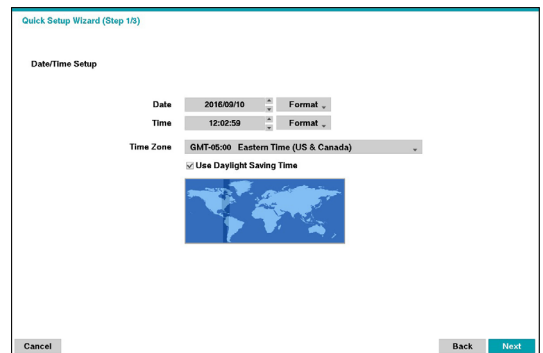 Quick Setup Wizard (Step 1/3)
Date/Time Setup
Date 2016/09/10 Format
Time 12:02:59 Format
Time Zone GMT-05:00 Eastern Time (US & Canada)
Use Daylight Saving Time
Cancel Back Next